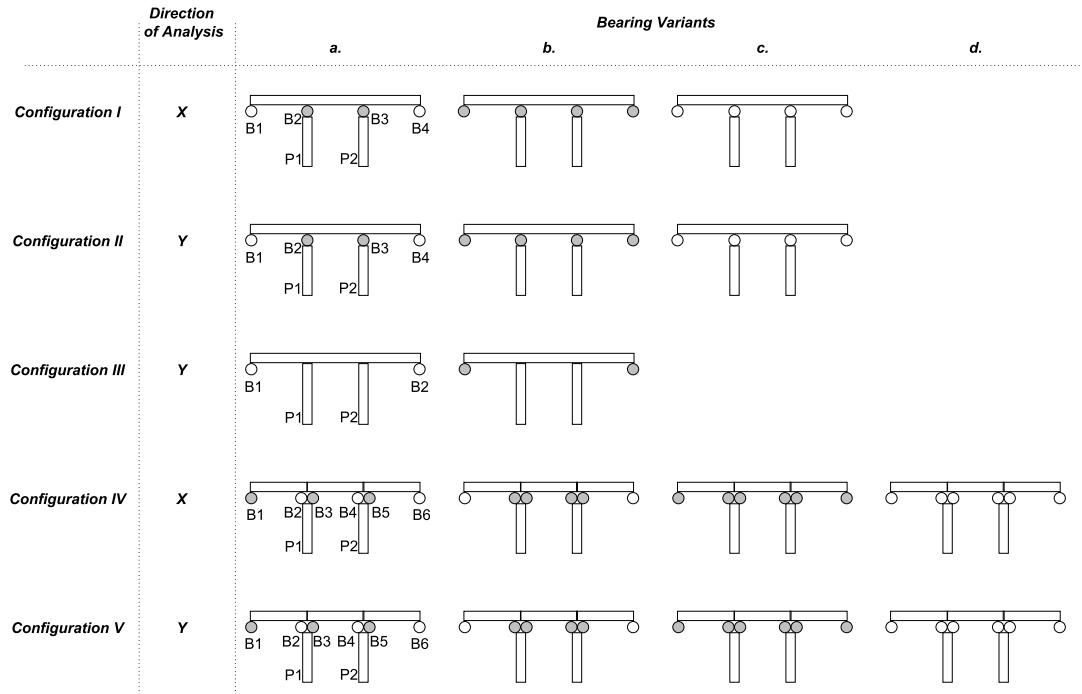 Direction
of Analysis
Bearing Variants
a.
b.
c.
d.
Configuration I
X
B1
B2
B3
B4
P1
P2
Configuration II
Y
B1
B2
B3
B4
P1
P2
Configuration III
Y
B1
B2
P1
P2
Configuration IV
X
B1
B2
B3
B4
B5
B6
P1
P2
Configuration V
Y
B1
B2
B3
B4
B5
B6
P1
P2